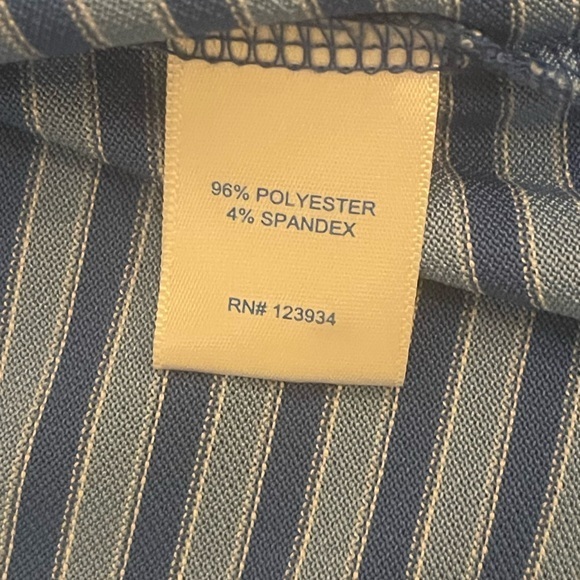 96% POLYESTER
4% SPANDEX
RN# 123934